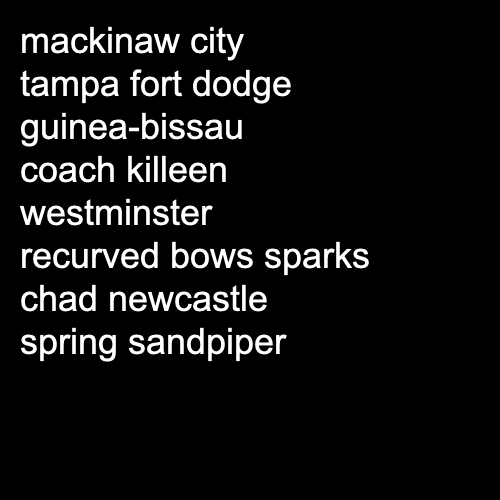 mackinaw city
tampa fort dodge
guinea-bissau
coach killeen
westminster
recurved bows sparks
chad newcastle
spring sandpiper